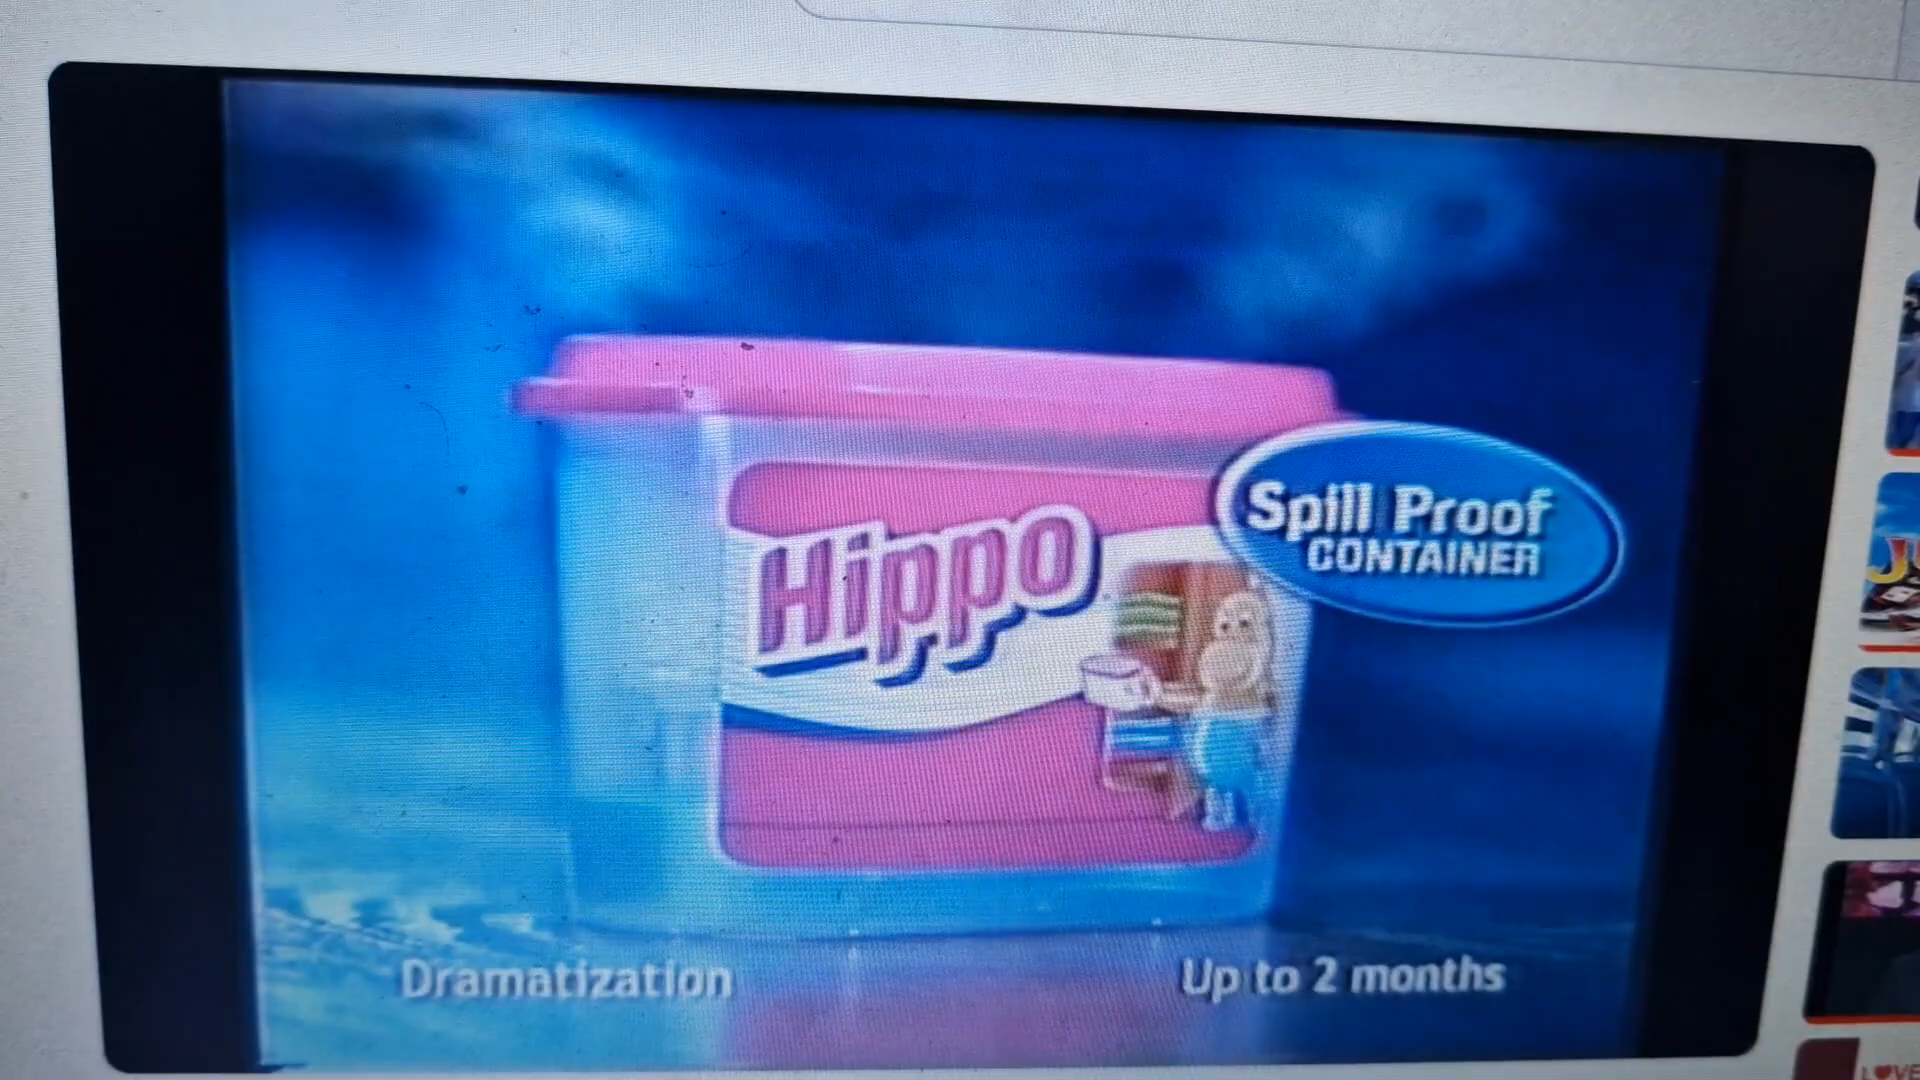 Hippo
Spill Proof
CONTAINER
Dramatization
Up to 2 months